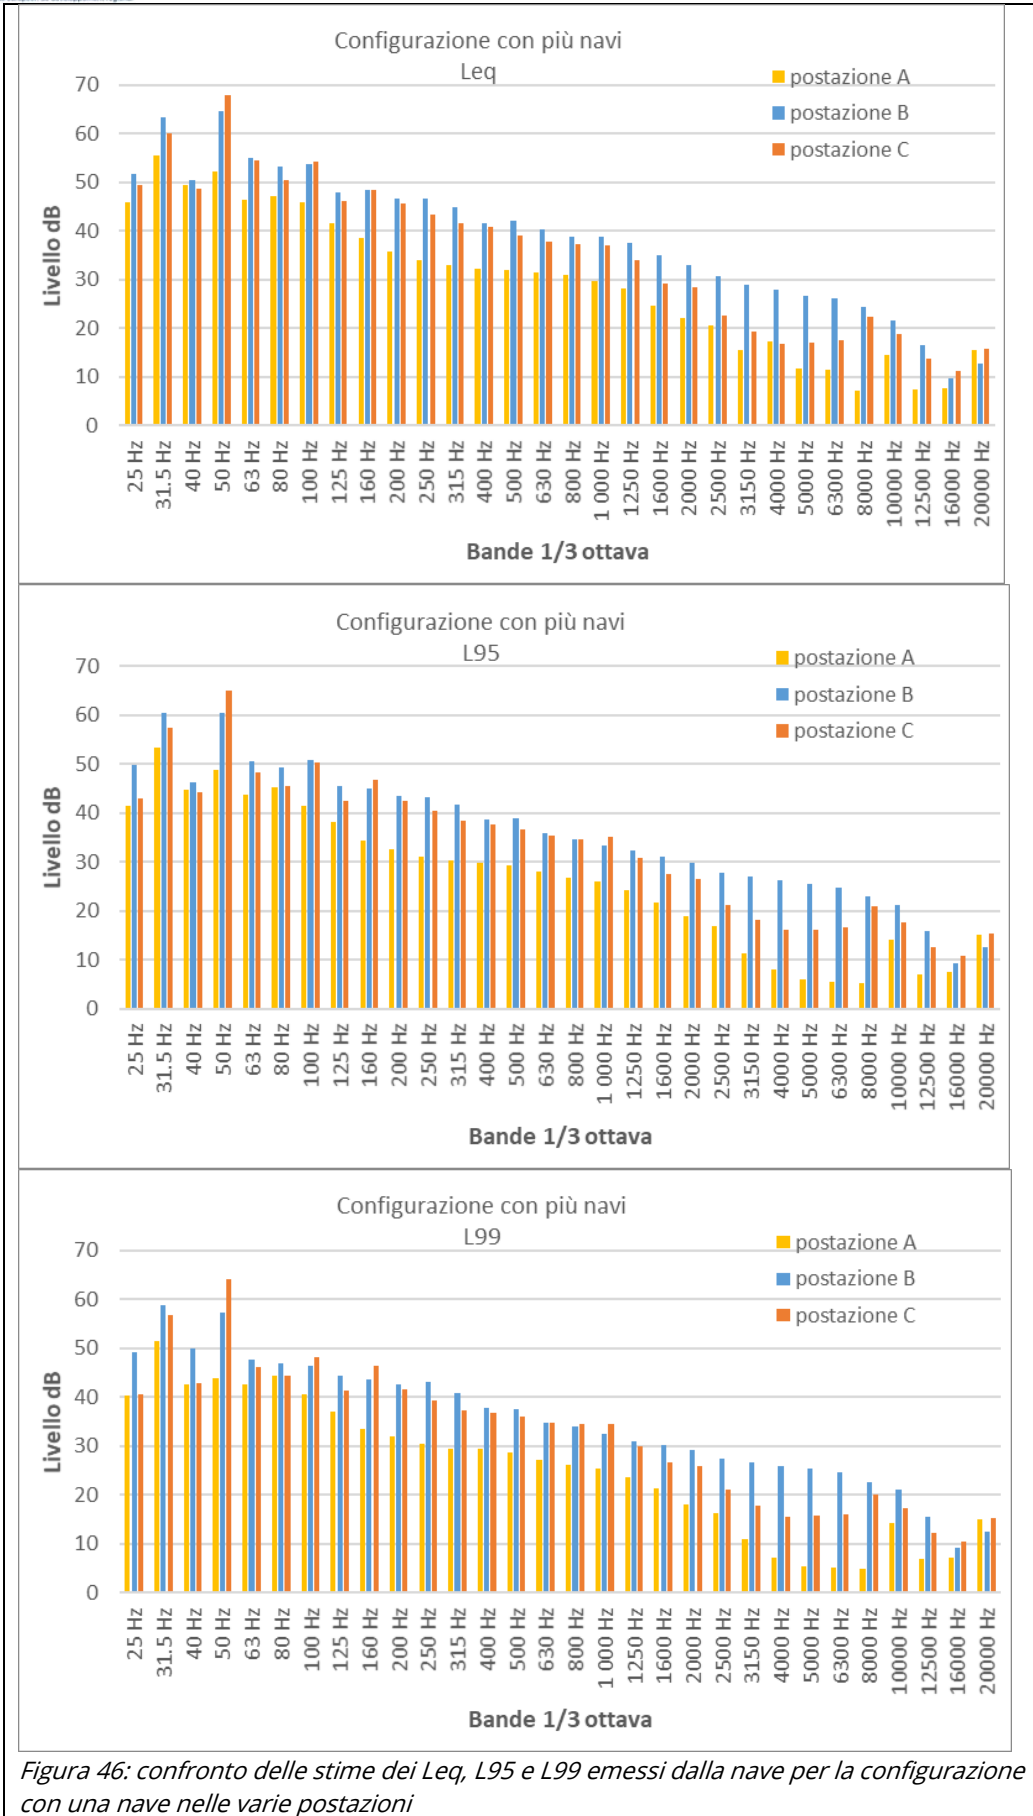 Configurazione con più navi
Leq
postazione A
postazione B
postazione C
Livello dB
70
60
50
40
30
20
10
0
25 Hz
31.5 Hz
40 Hz
50 Hz
63 Hz
80 Hz
100 Hz
125 Hz
160 Hz
200 Hz
250 Hz
315 Hz
400 Hz
500 Hz
630 Hz
800 Hz
1 000 Hz
1250 Hz
1600 Hz
2000 Hz
2500 Hz
3150 Hz
4000 Hz
5000 Hz
6300 Hz
8000 Hz
10000 Hz
12500 Hz
16000 Hz
20000 Hz
Bande 1/3 ottava
Configurazione con più navi
L95
postazione A
postazione B
postazione C
Livello dB
70
60
50
40
30
20
10
0
25 Hz
31.5 Hz
40 Hz
50 Hz
63 Hz
80 Hz
100 Hz
125 Hz
160 Hz
200 Hz
250 Hz
315 Hz
400 Hz
500 Hz
630 Hz
800 Hz
1 000 Hz
1250 Hz
1600 Hz
2000 Hz
2500 Hz
3150 Hz
4000 Hz
5000 Hz
6300 Hz
8000 Hz
10000 Hz
12500 Hz
16000 Hz
20000 Hz
Bande 1/3 ottava
Configurazione con più navi
L99
postazione A
postazione B
postazione C
Livello dB
70
60
50
40
30
20
10
0
25 Hz
31.5 Hz
40 Hz
50 Hz
63 Hz
80 Hz
100 Hz
125 Hz
160 Hz
200 Hz
250 Hz
315 Hz
400 Hz
500 Hz
630 Hz
800 Hz
1 000 Hz
1250 Hz
1600 Hz
2000 Hz
2500 Hz
3150 Hz
4000 Hz
5000 Hz
6300 Hz
8000 Hz
10000 Hz
12500 Hz
16000 Hz
20000 Hz
Bande 1/3 ottava
Figura 46: confronto delle stime dei Leq, L95 e L99 emessi dalla nave per la configurazione
con una nave nelle varie postazioni